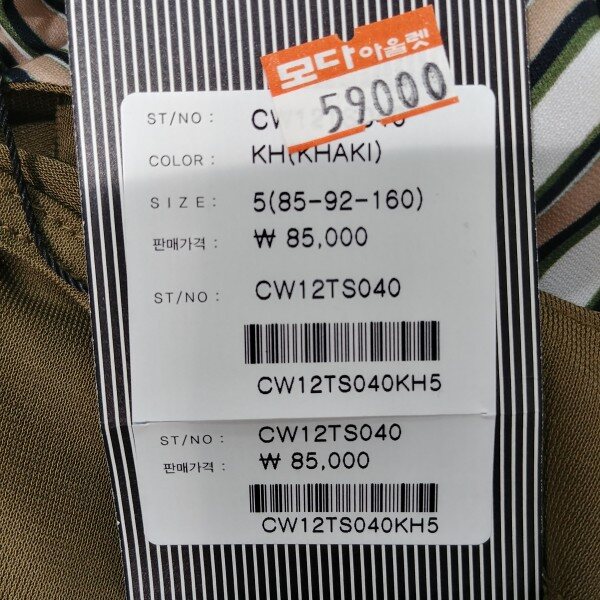 모다아울렛
59000
ST/NO :
COLOR : KH(KHAKI)
SIZE : 5(85-92-160)
판매가격 : ₩ 85,000
ST/NO : CW12TS040
CW12TS040KH5
ST/NO : CW12TS040
판매가격 : ₩ 85,000
CW12TS040KH5